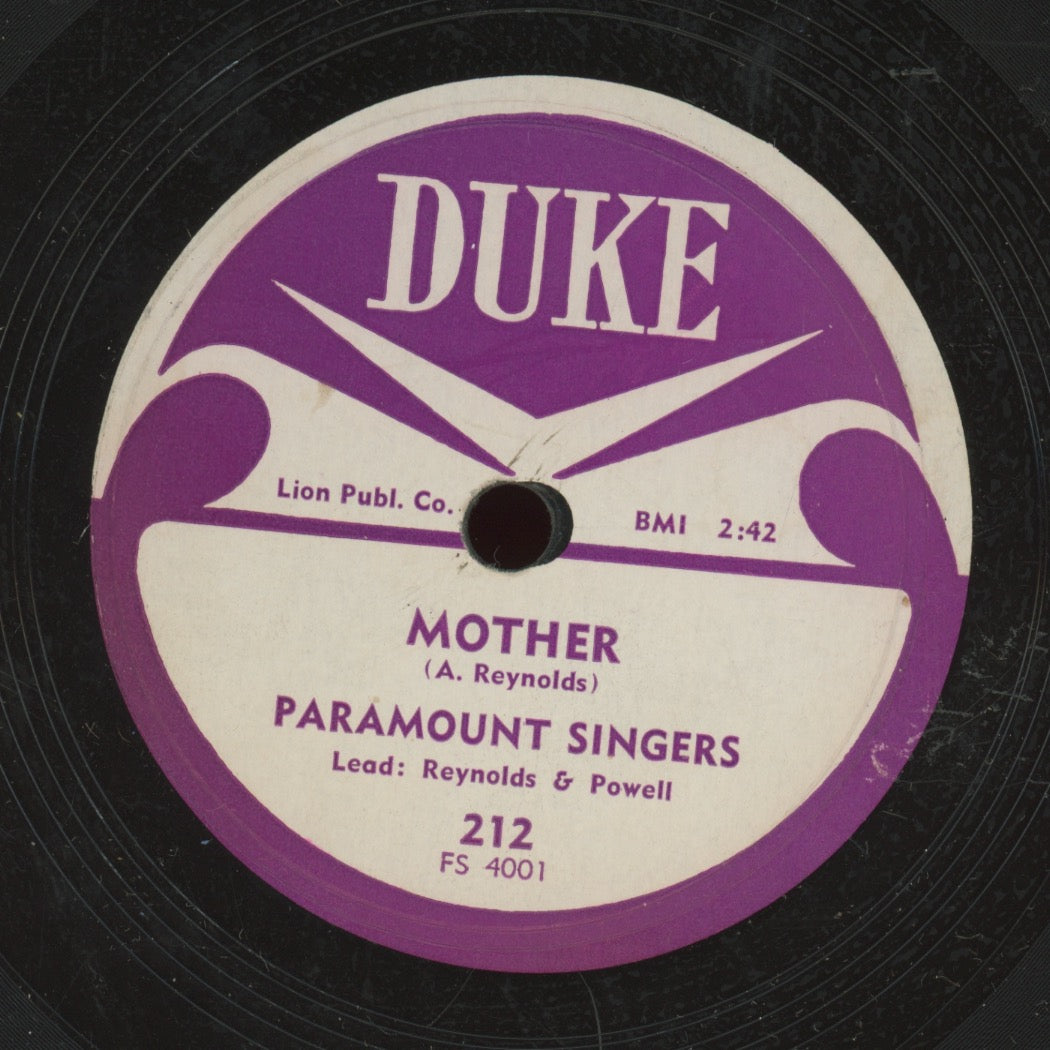 DUKE
Lion Publ. Co.
BMI 2:42
MOTHER
(A. Reynolds)
PARAMOUNT SINGERS
Lead: Reynolds & Powell
212
FS 4001